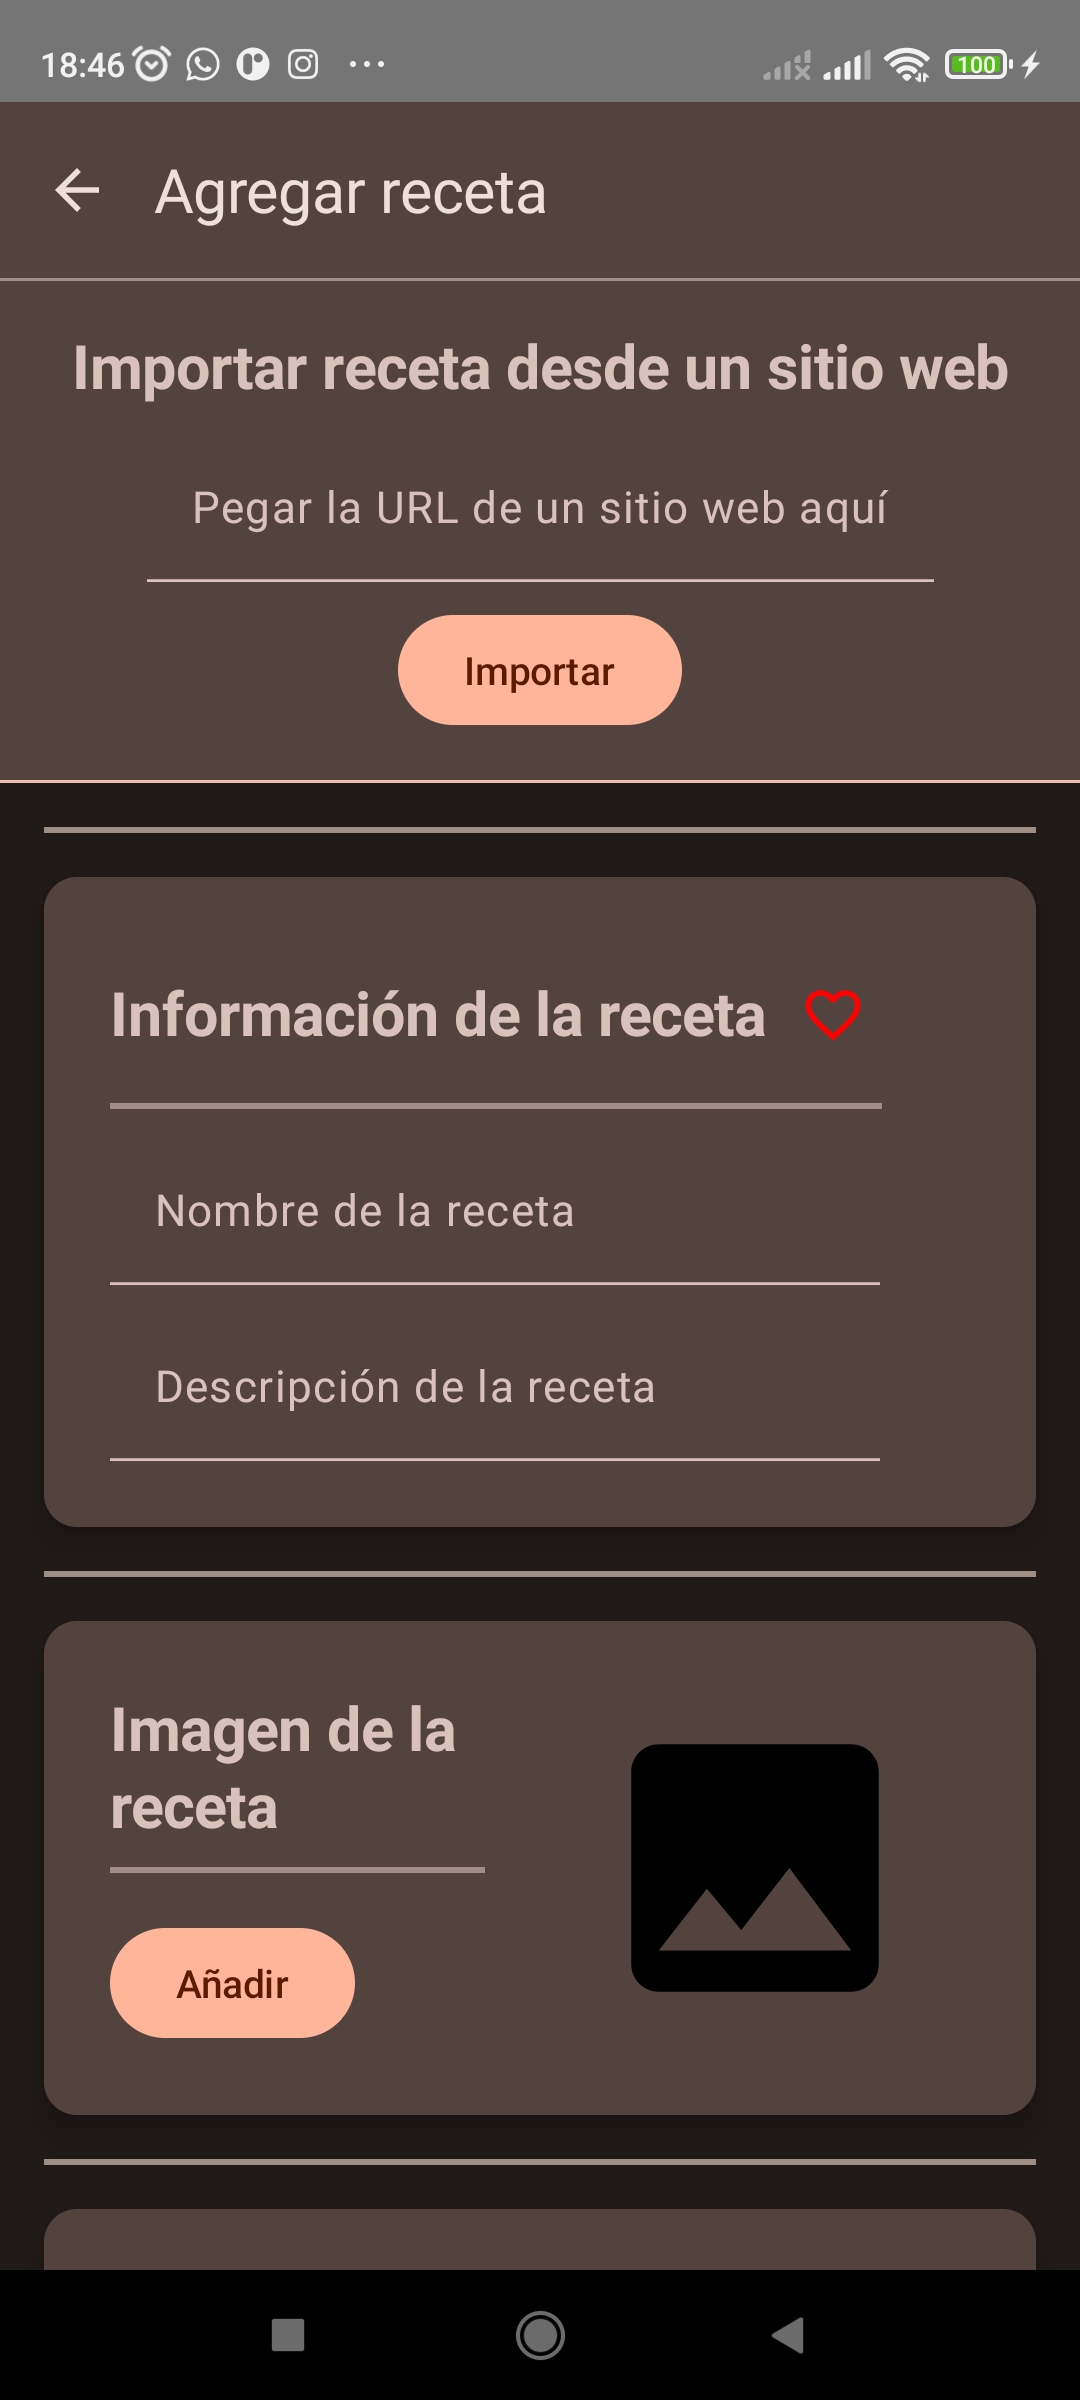 18:46
100
Agregar receta
Importar receta desde un sitio web
Pegar la URL de un sitio web aquí
Importar
Información de la receta
Nombre de la receta
Descripción de la receta
Imagen de la
receta
Añadir